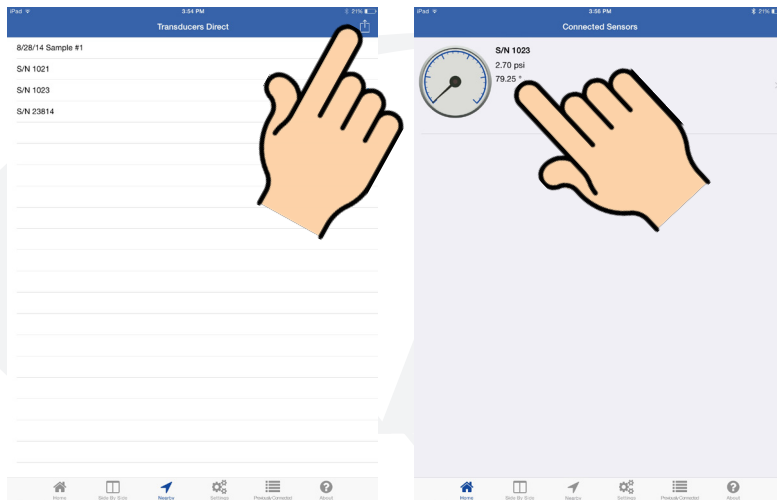 iPad 3:54 PM 21%
Transducers Direct
8/28/14 Sample #1
S/N 1021
S/N 1023
S/N 23814
Home Side By Side Nearby Settings Previously Connected About
iPad 3:56 PM 21%
Connected Sensors
S/N 1023
2.70 psi
79.25 °
Home Side By Side Nearby Settings Previously Connected About